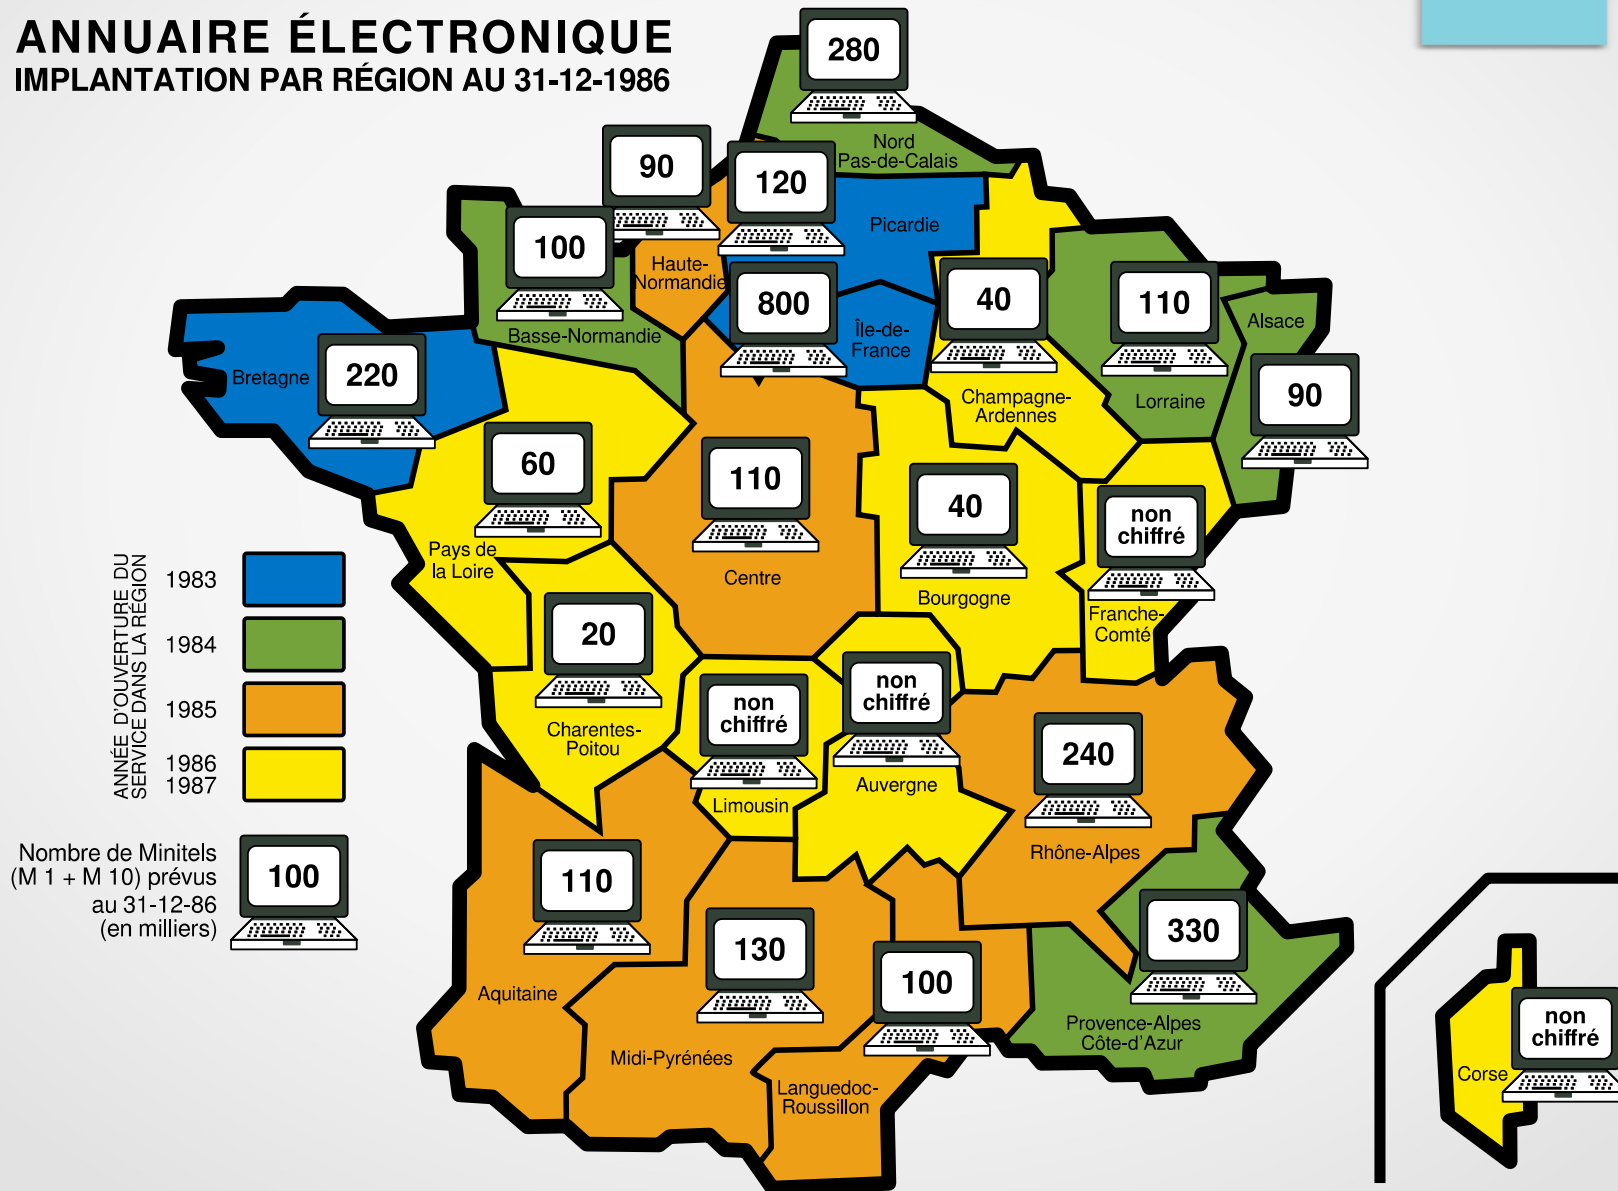 ANNUAIRE ÉLECTRONIQUE
IMPLANTATION PAR RÉGION AU 31-12-1986
280
Nord
Pas-de-Calais
90
Haute-
Normandie
120
Picardie
100
Basse-Normandie
800
Île-de-
France
40
Champagne-
Ardennes
110
Lorraine
Alsace
90
Bretagne
220
60
Pays de
la Loire
110
Centre
40
Bourgogne
non
chiffré
Franche-
Comté
20
Charentes-
Poitou
non
chiffré
Limousin
non
chiffré
Auvergne
240
Rhône-Alpes
110
Aquitaine
130
Midi-Pyrénées
100
Languedoc-
Roussillon
330
Provence-Alpes
Côte-d'Azur
non
chiffré
Corse
ANNÉE D'OUVERTURE DU
SERVICE DANS LA RÉGION
1983
1984
1985
1986
1987
Nombre de Minitels
(M 1 + M 10) prévus
au 31-12-86
(en milliers)
100